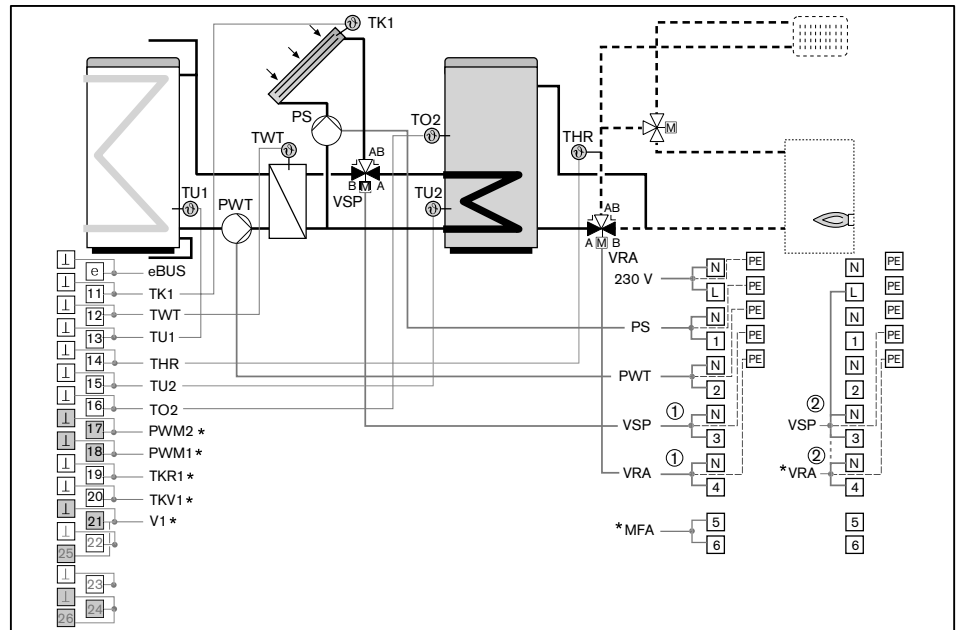 TK1
PS
TO2
TWT
THR
M
AB
B M A
VSP
TU1
PWT
TU2
AB
A M B
VRA
⊥
e eBUS
⊥
11 TK1
⊥
12 TWT
⊥
13 TU1
⊥
14 THR
⊥
15 TU2
⊥
16 TO2
⊥
17 PWM2 *
⊥
18 PWM1 *
⊥
19 TKR1 *
⊥
20 TKV1 *
⊥
21 V1 *
⊥
22
25
⊥
23
⊥
24
26
230 V N PE
L PE
PS N PE
1 PE
PWT N PE
2
VSP ① N
3
VRA ① N
4
* MFA 5
6
N PE
L PE
N PE
1 PE
N PE
2
VSP ② N
3
* VRA ② N
4
5
6